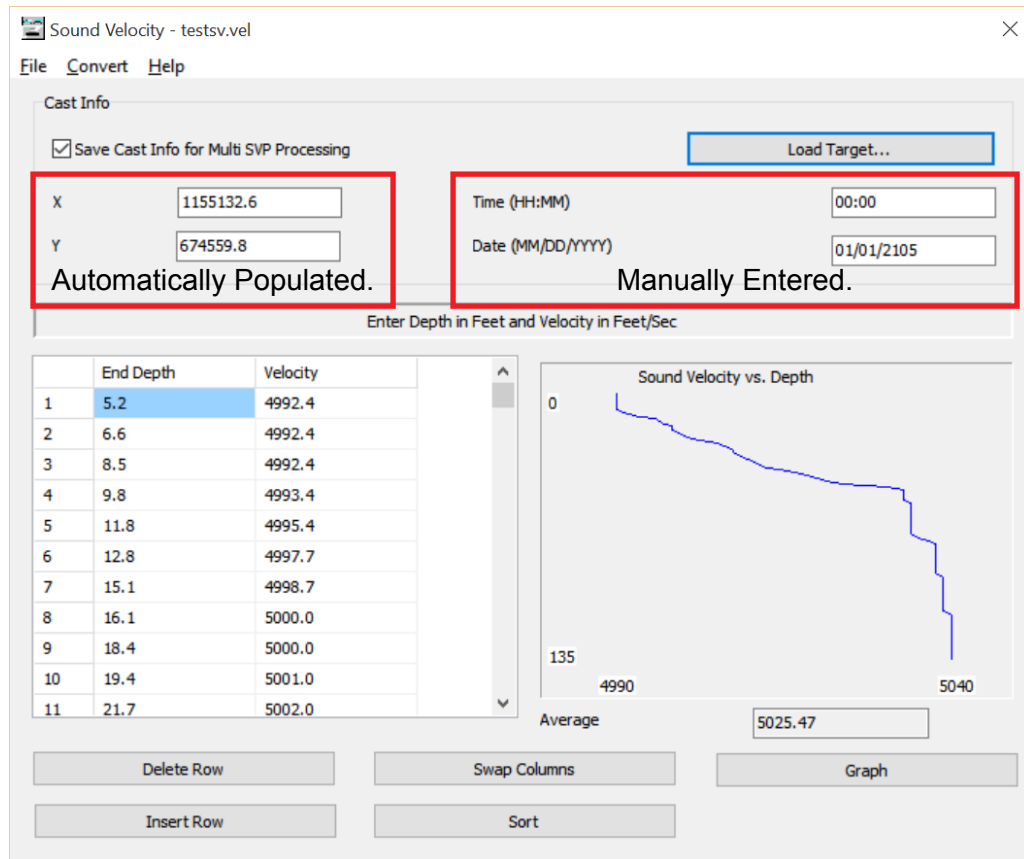 Sound Velocity - testsv.vel
File Convert Help
Cast Info
Save Cast Info for Multi SVP Processing
Load Target...
X 1155132.6
Time (HH:MM) 00:00
Y 674559.8
Date (MM/DD/YYYY) 01/01/2105
Automatically Populated.
Manually Entered.
Enter Depth in Feet and Velocity in Feet/Sec
End Depth Velocity
1 5.2 4992.4
2 6.6 4992.4
3 8.5 4992.4
4 9.8 4993.4
5 11.8 4995.4
6 12.8 4997.7
7 15.1 4998.7
8 16.1 5000.0
9 18.4 5000.0
10 19.4 5001.0
11 21.7 5002.0
Sound Velocity vs. Depth
0
135
4990 5040
Average 5025.47
Delete Row Swap Columns Graph
Insert Row Sort